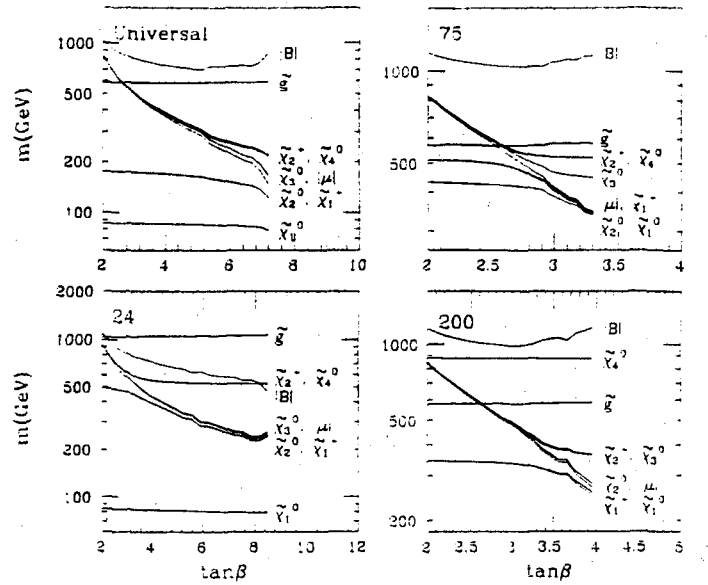 Universal
m(GeV)
1000
500
200
100
2 4 6 8 10
|B|
g̃
χ̃₂⁺, χ̃₄⁰
χ̃₃⁰, |μ|
χ̃₂⁰, χ̃₁⁺
75
1000
500
2 2.5 3 3.5 4
|B|
g̃
χ̃₂⁺, χ̃₄⁰
χ̃₃⁰
|μ|, χ̃₁⁺
χ̃₂⁰, χ̃₁⁰
24
m(GeV)
2000
1000
500
200
100
2 4 6 8 10 12
tanβ
g̃
χ̃₂⁺, χ̃₄⁰
|B|
χ̃₃⁰, |μ|
χ̃₂⁰, χ̃₁⁺
χ̃₁⁰
200
1000
500
200
2 2.5 3 3.5 4 4.5 5
tanβ
|B|
χ̃₄⁰
g̃
χ̃₂⁺, χ̃₃⁰
χ̃₂⁰, |μ|
χ̃₁⁺, χ̃₁⁰